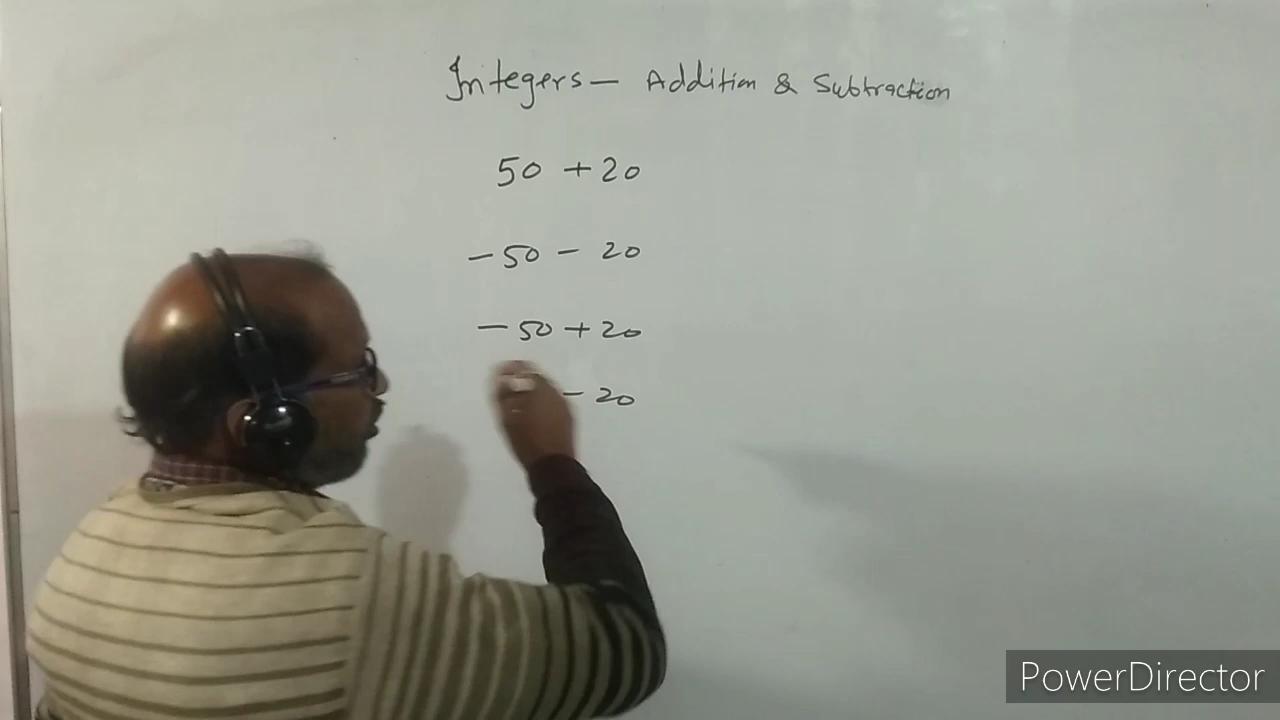 Integers— Addition & Subtraction
50 + 20
- 50 - 20
- 50 + 20
- 20
PowerDirector